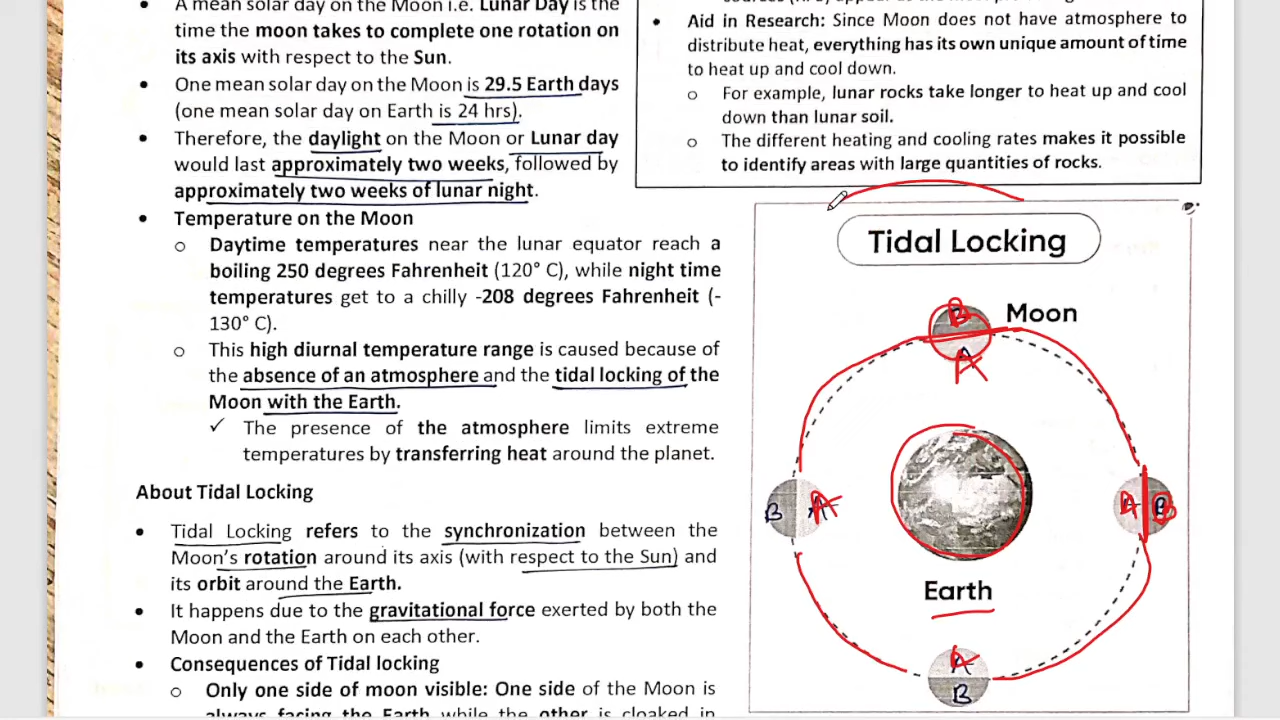 A mean solar day on the Moon i.e. Lunar Day is the
time the moon takes to complete one rotation on
its axis with respect to the Sun.
• One mean solar day on the Moon is 29.5 Earth days
(one mean solar day on Earth is 24 hrs).
• Therefore, the daylight on the Moon or Lunar day
would last approximately two weeks, followed by
approximately two weeks of lunar night.
• Temperature on the Moon
o Daytime temperatures near the lunar equator reach a
boiling 250 degrees Fahrenheit (120° C), while night time
temperatures get to a chilly -208 degrees Fahrenheit (-
130° C).
o This high diurnal temperature range is caused because of
the absence of an atmosphere and the tidal locking of the
Moon with the Earth.
✓ The presence of the atmosphere limits extreme
temperatures by transferring heat around the planet.
About Tidal Locking
• Tidal Locking refers to the synchronization between the
Moon's rotation around its axis (with respect to the Sun) and
its orbit around the Earth.
• It happens due to the gravitational force exerted by both the
Moon and the Earth on each other.
• Consequences of Tidal locking
o Only one side of moon visible: One side of the Moon is
always facing the Earth while the other is cloaked in
• Aid in Research: Since Moon does not have atmosphere to
distribute heat, everything has its own unique amount of time
to heat up and cool down.
o For example, lunar rocks take longer to heat up and cool
down than lunar soil.
o The different heating and cooling rates makes it possible
to identify areas with large quantities of rocks.
Tidal Locking
Moon
B
A
B A
A B
Earth
A
B